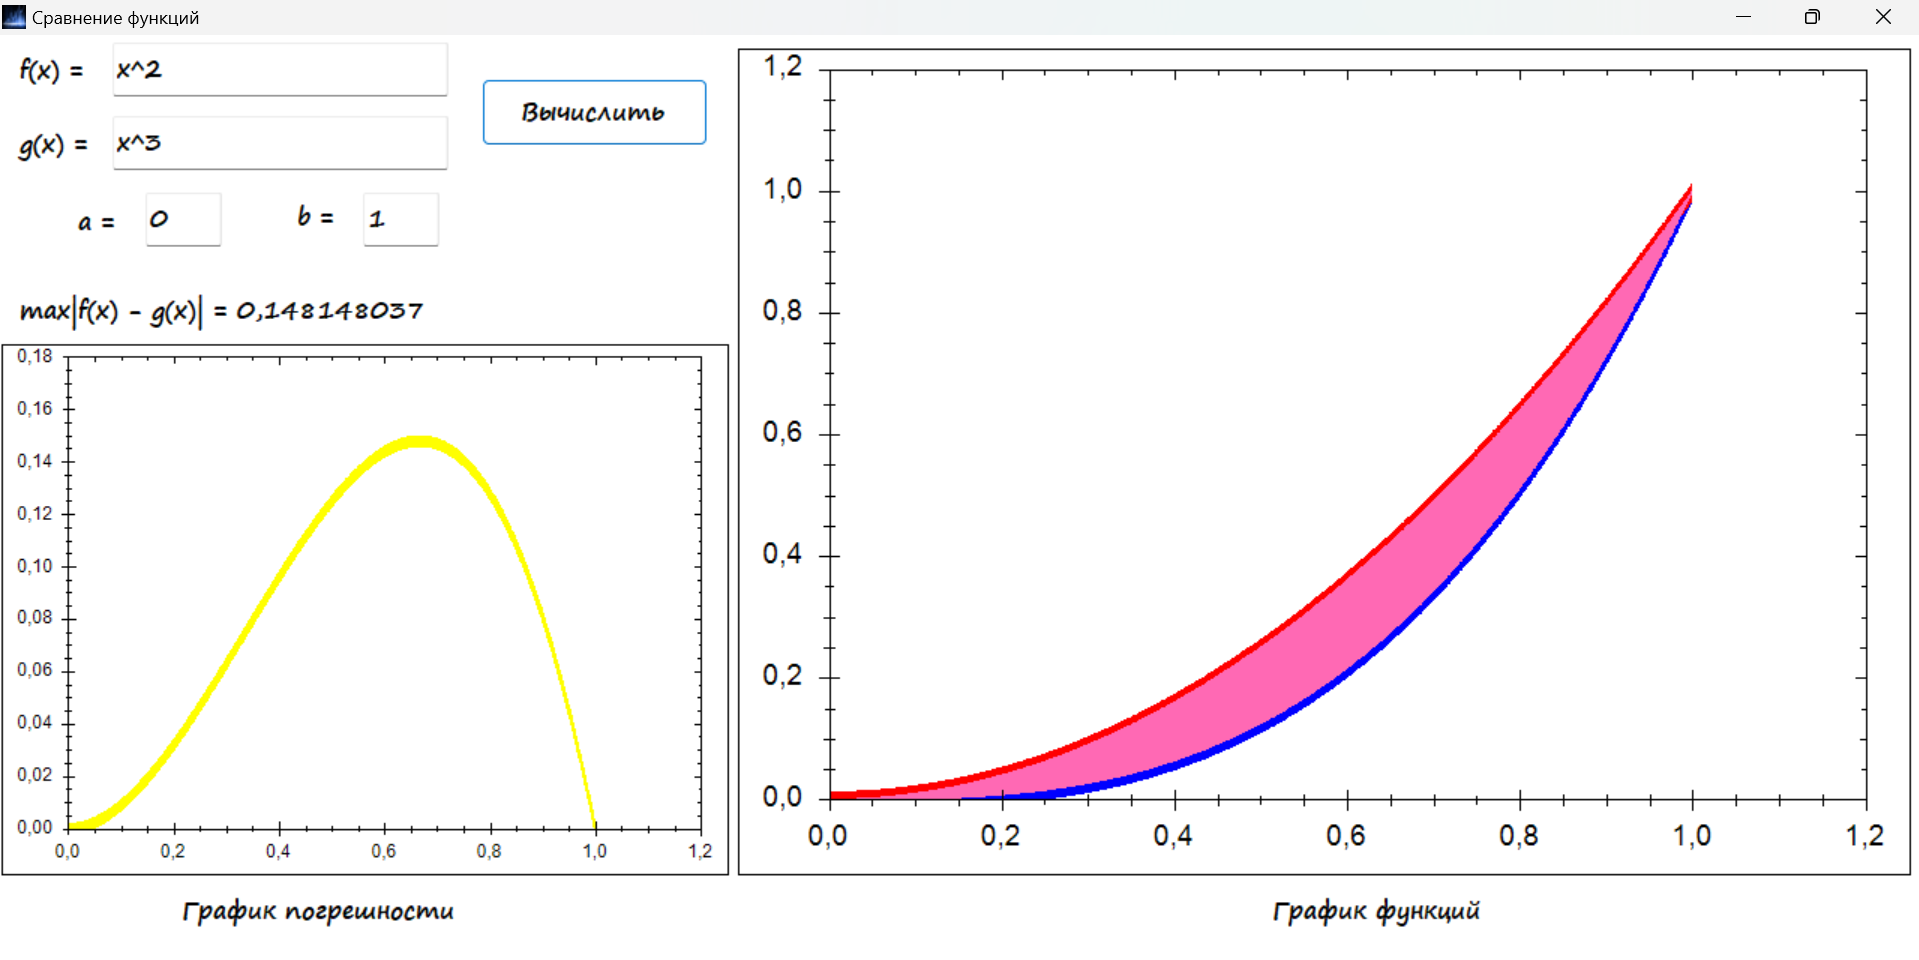 Сравнение функций
f(x) = x^2
g(x) = x^3
Вычислить
a = 0 b = 1
max|f(x) - g(x)| = 0,148148037
0,18
0,16
0,14
0,12
0,10
0,08
0,06
0,04
0,02
0,00
0,0 0,2 0,4 0,6 0,8 1,0 1,2
График погрешности
1,2
1,0
0,8
0,6
0,4
0,2
0,0
0,0 0,2 0,4 0,6 0,8 1,0 1,2
График функций